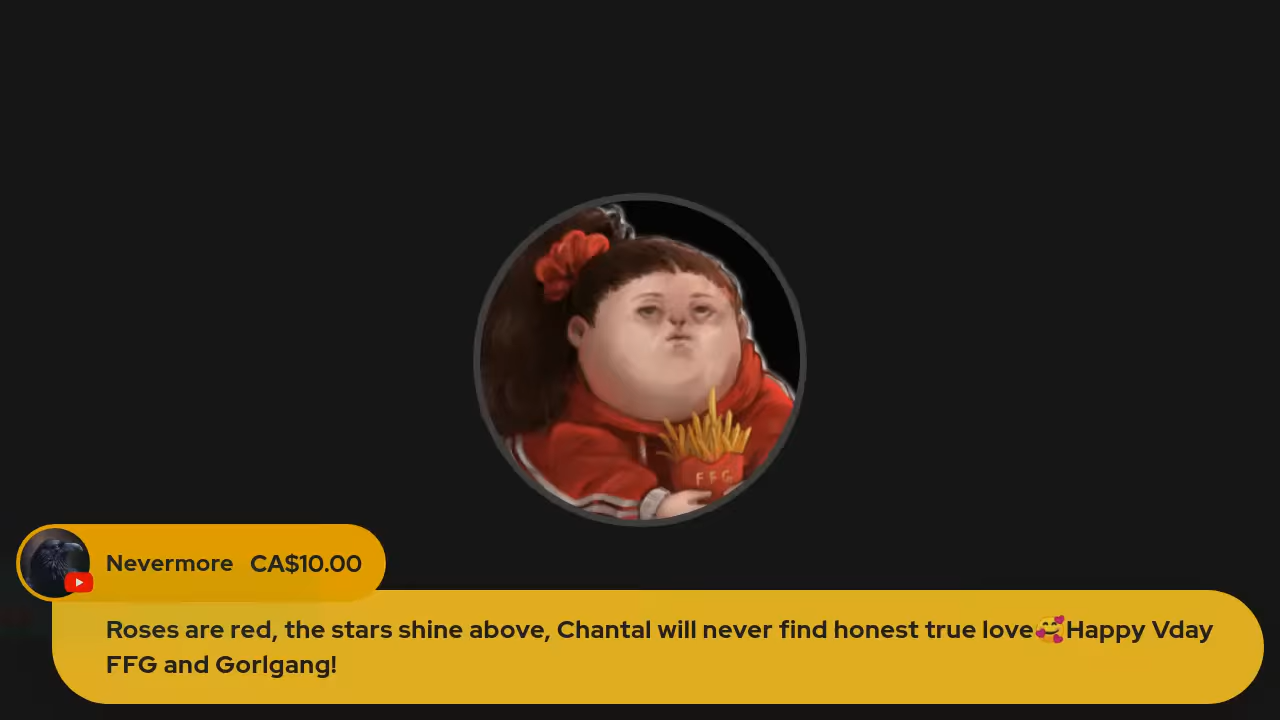 FFG
Nevermore CA$10.00
Roses are red, the stars shine above, Chantal will never find honest true love🥰Happy Vday
FFG and Gorlgang!